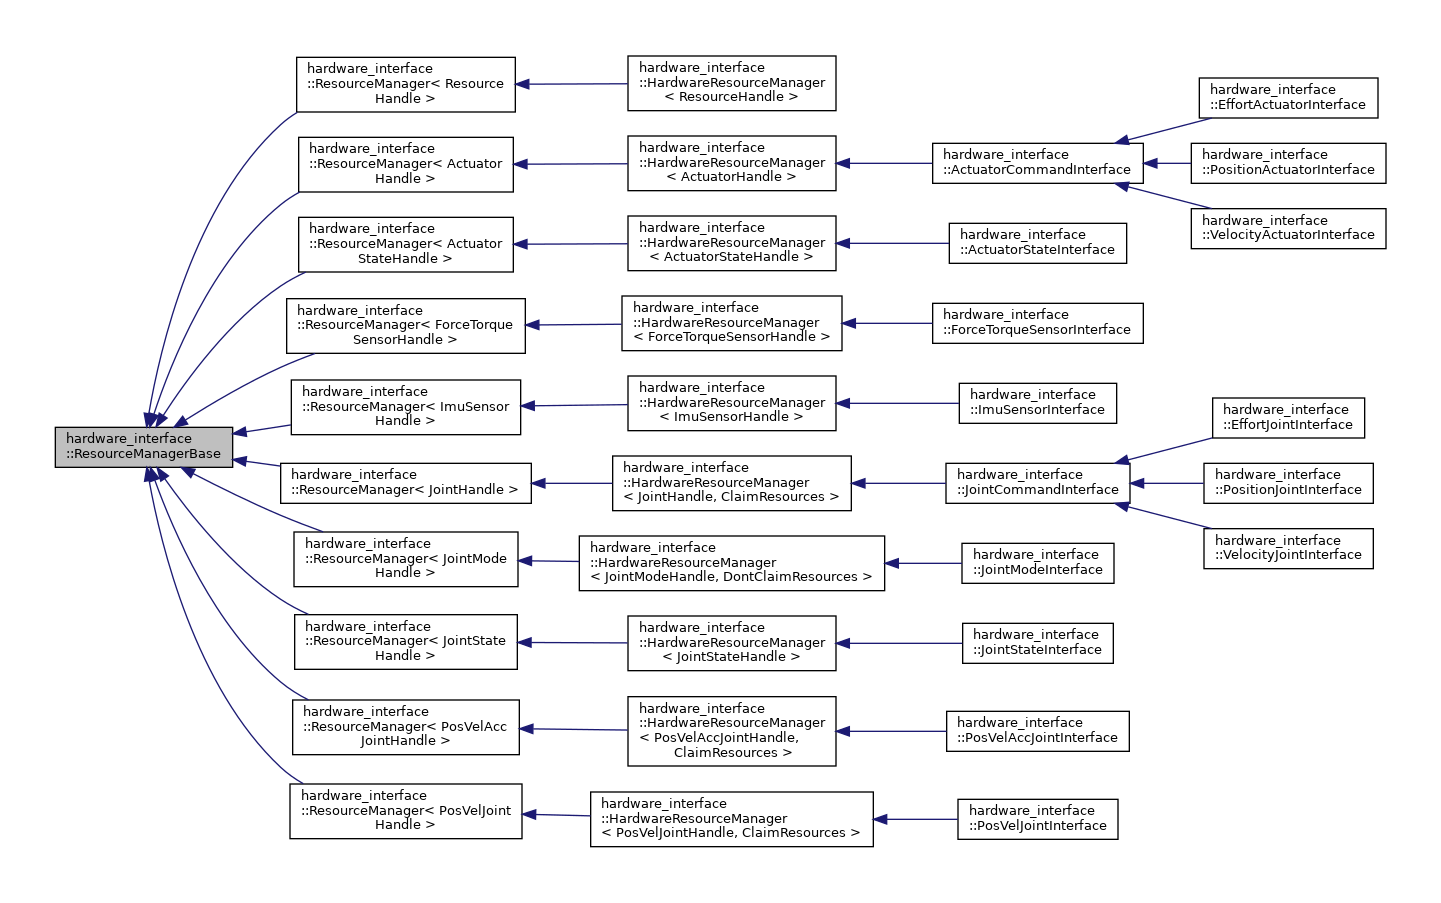 hardware_interface
::ResourceManagerBase
hardware_interface
::ResourceManager< Resource
Handle >
hardware_interface
::HardwareResourceManager
< ResourceHandle >
hardware_interface
::ResourceManager< Actuator
Handle >
hardware_interface
::HardwareResourceManager
< ActuatorHandle >
hardware_interface
::ActuatorCommandInterface
hardware_interface
::EffortActuatorInterface
hardware_interface
::PositionActuatorInterface
hardware_interface
::VelocityActuatorInterface
hardware_interface
::ResourceManager< Actuator
StateHandle >
hardware_interface
::HardwareResourceManager
< ActuatorStateHandle >
hardware_interface
::ActuatorStateInterface
hardware_interface
::ResourceManager< ForceTorque
SensorHandle >
hardware_interface
::HardwareResourceManager
< ForceTorqueSensorHandle >
hardware_interface
::ForceTorqueSensorInterface
hardware_interface
::ResourceManager< ImuSensor
Handle >
hardware_interface
::HardwareResourceManager
< ImuSensorHandle >
hardware_interface
::ImuSensorInterface
hardware_interface
::ResourceManager< JointHandle >
hardware_interface
::HardwareResourceManager
< JointHandle, ClaimResources >
hardware_interface
::JointCommandInterface
hardware_interface
::EffortJointInterface
hardware_interface
::PositionJointInterface
hardware_interface
::VelocityJointInterface
hardware_interface
::ResourceManager< JointMode
Handle >
hardware_interface
::HardwareResourceManager
< JointModeHandle, DontClaimResources >
hardware_interface
::JointModeInterface
hardware_interface
::ResourceManager< JointState
Handle >
hardware_interface
::HardwareResourceManager
< JointStateHandle >
hardware_interface
::JointStateInterface
hardware_interface
::ResourceManager< PosVelAcc
JointHandle >
hardware_interface
::HardwareResourceManager
< PosVelAccJointHandle,
ClaimResources >
hardware_interface
::PosVelAccJointInterface
hardware_interface
::ResourceManager< PosVelJoint
Handle >
hardware_interface
::HardwareResourceManager
< PosVelJointHandle, ClaimResources >
hardware_interface
::PosVelJointInterface